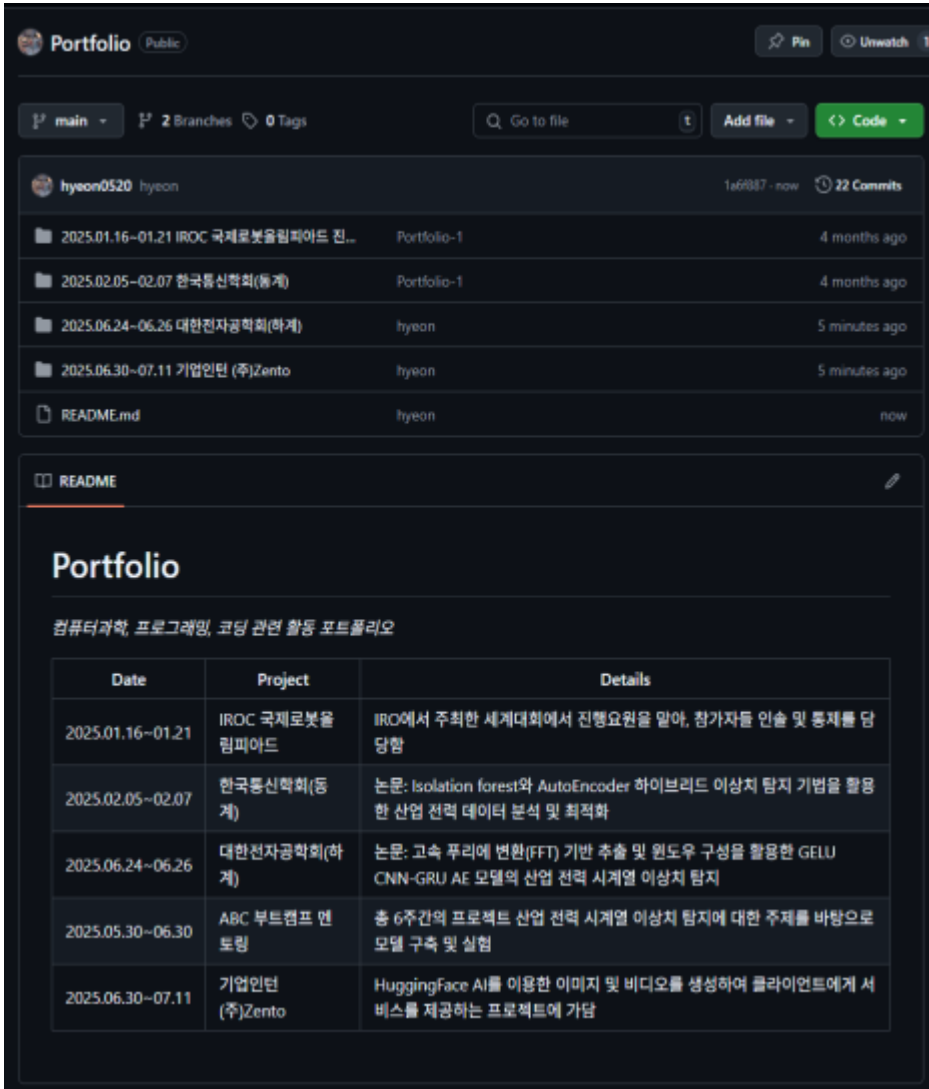 Portfolio Public
Pin
Unwatch 1
main
2 Branches
0 Tags
Go to file
t
Add file
<> Code
hyeon0520 hyeon
1a6f887 · now
22 Commits
2025.01.16~01.21 IROC 국제로봇올림피아드 진... Portfolio-1 4 months ago
2025.02.05~02.07 한국통신학회(동계) Portfolio-1 4 months ago
2025.06.24~06.26 대한전자공학회(하계) hyeon 5 minutes ago
2025.06.30~07.11 기업인턴 (주)Zento hyeon 5 minutes ago
README.md hyeon now
README
Portfolio
컴퓨터과학, 프로그래밍, 코딩 관련 활동 포트폴리오
Date Project Details
2025.01.16~01.21
IROC 국제로봇올
림피아드
IRO에서 주최한 세계대회에서 진행요원을 맡아, 참가자들 인솔 및 통제를 담
당함
2025.02.05~02.07
한국통신학회(동
계)
논문: Isolation forest와 AutoEncoder 하이브리드 이상치 탐지 기법을 활용
한 산업 전력 데이터 분석 및 최적화
2025.06.24~06.26
대한전자공학회(하
계)
논문: 고속 푸리에 변환(FFT) 기반 추출 및 윈도우 구성을 활용한 GELU
CNN-GRU AE 모델의 산업 전력 시계열 이상치 탐지
2025.05.30~06.30
ABC 부트캠프 멘
토링
총 6주간의 프로젝트 산업 전력 시계열 이상치 탐지에 대한 주제를 바탕으로
모델 구축 및 실험
2025.06.30~07.11
기업인턴
(주)Zento
HuggingFace AI를 이용한 이미지 및 비디오를 생성하여 클라이언트에게 서
비스를 제공하는 프로젝트에 가담